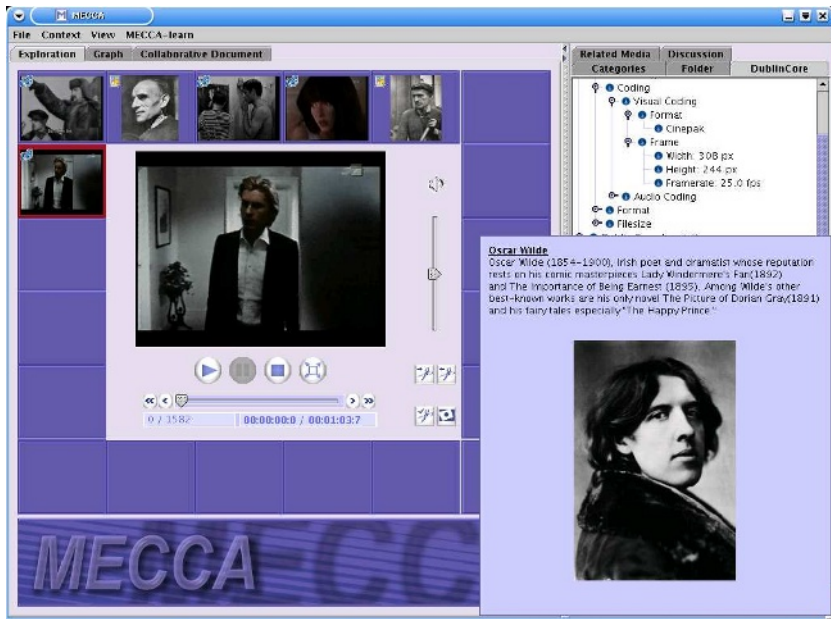 MECCA
File Context View MECCA-learn
Exploration Graph Collaborative Document
Related Media Discussion
Categories Folder DublinCore
Coding
Visual Coding
Format
Cinepak
Frame
Width: 308 px
Height: 244 px
Framerate: 25.0 fps
Audio Coding
Format
Filesize
Oscar Wilde
Oscar Wilde (1854-1900), Irish poet and dramatist whose reputation
rests on his comic masterpieces Lady Windermere's Fan(1892)
and The Importance of Being Earnest (1895). Among Wilde's other
best-known works are his only novel The Picture of Dorian Gray(1891)
and his fairy tales especially"The Happy Prince."
0 / 1582
00:00:00:0 / 00:01:03:7
MECCA